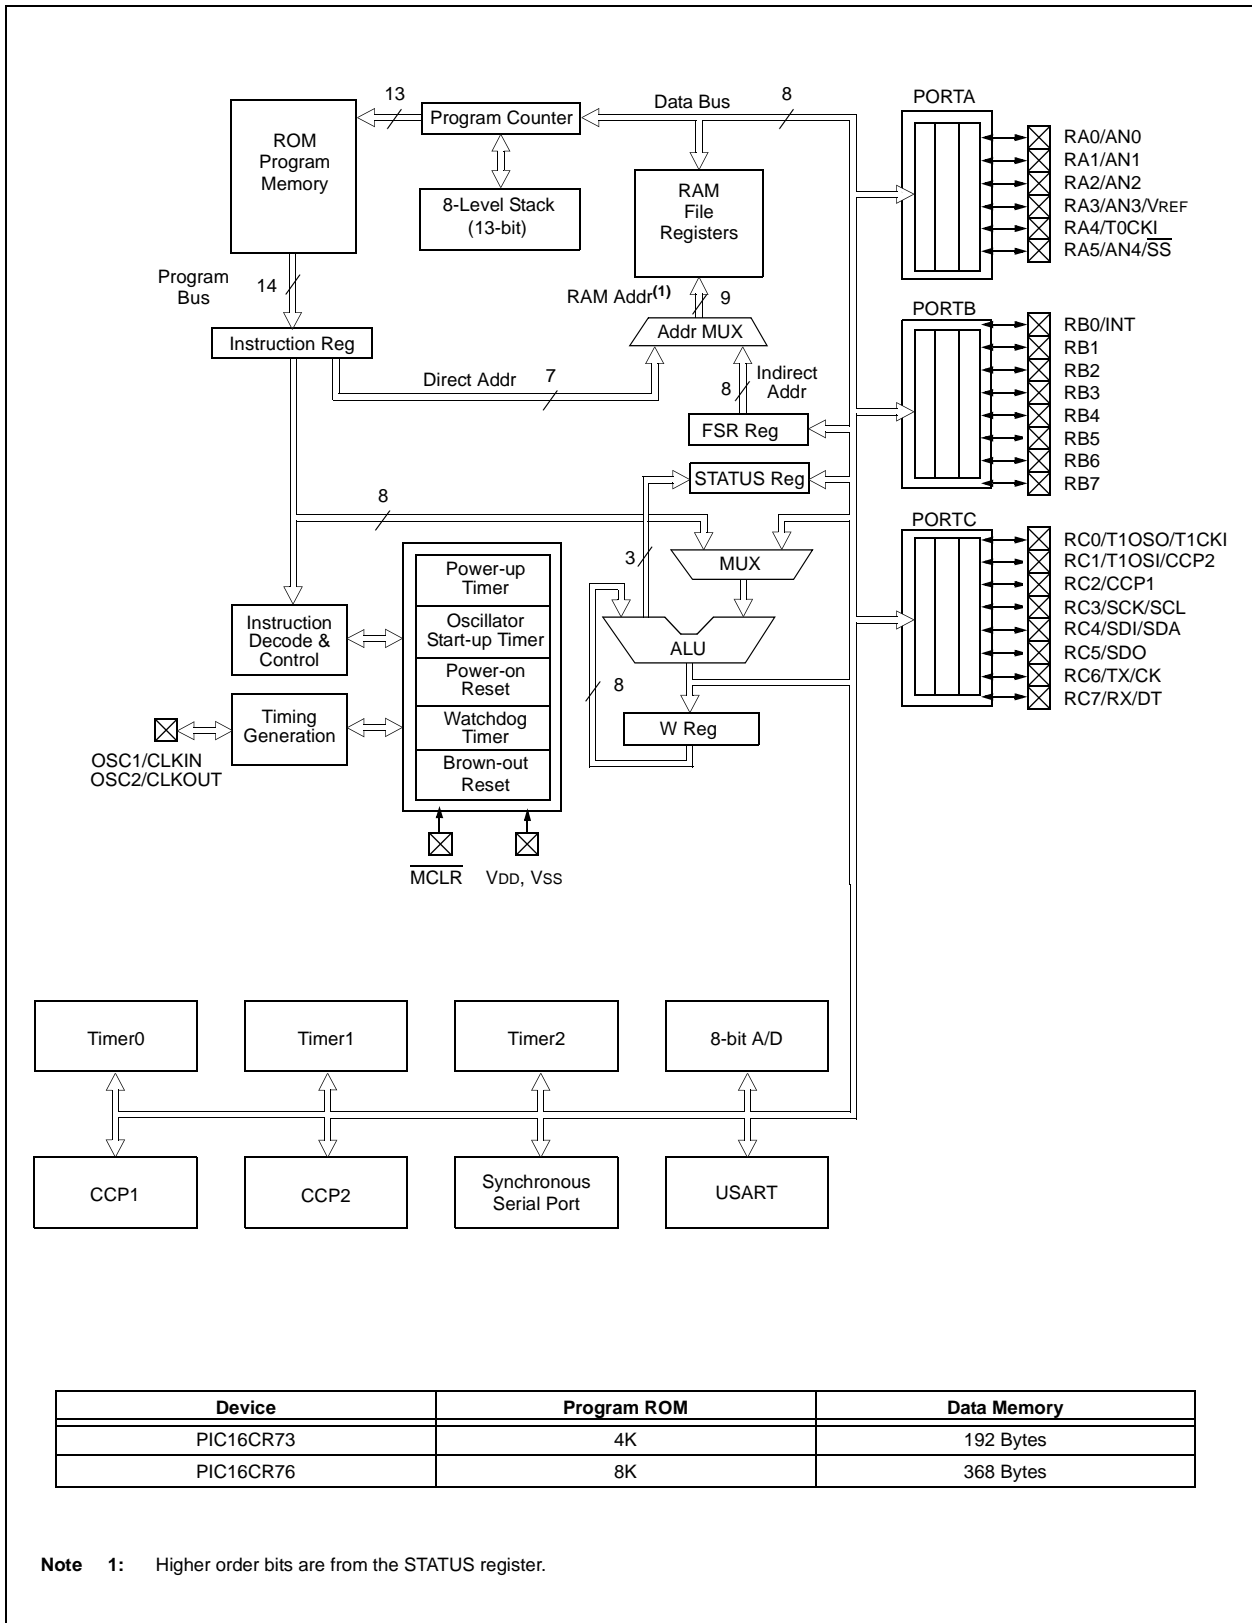 13
Program Counter
Data Bus
8
PORTA
ROM
Program
Memory
8-Level Stack
(13-bit)
RAM
File
Registers
RA0/AN0
RA1/AN1
RA2/AN2
RA3/AN3/VREF
RA4/T0CKI
RA5/AN4/SS
Program
Bus
14
RAM Addr(1)
9
PORTB
Instruction Reg
Addr MUX
Direct Addr
7
8
Indirect
Addr
FSR Reg
RB0/INT
RB1
RB2
RB3
RB4
RB5
RB6
RB7
STATUS Reg
8
3
MUX
PORTC
RC0/T1OSO/T1CKI
RC1/T1OSI/CCP2
RC2/CCP1
RC3/SCK/SCL
RC4/SDI/SDA
RC5/SDO
RC6/TX/CK
RC7/RX/DT
Power-up
Timer
Oscillator
Start-up Timer
Power-on
Reset
Watchdog
Timer
Brown-out
Reset
Instruction
Decode &
Control
ALU
8
W Reg
Timing
Generation
OSC1/CLKIN
OSC2/CLKOUT
MCLR
VDD, VSS
Timer0
Timer1
Timer2
8-bit A/D
CCP1
CCP2
Synchronous
Serial Port
USART
Device Program ROM Data Memory
PIC16CR73 4K 192 Bytes
PIC16CR76 8K 368 Bytes
Note 1: Higher order bits are from the STATUS register.